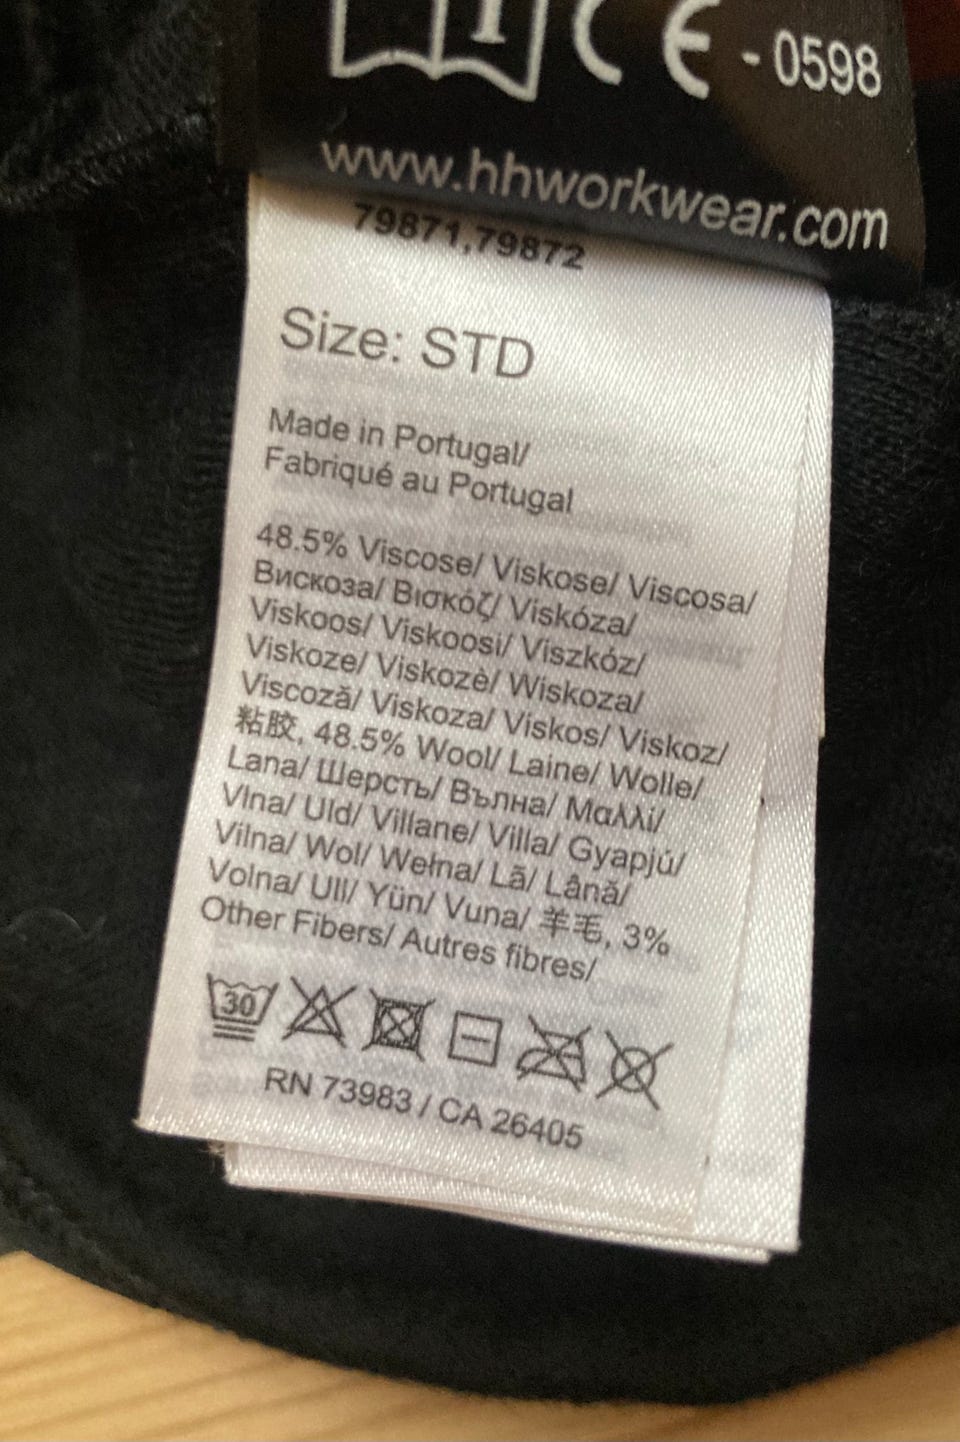 i CE - 0598
www.hhworkwear.com
79871,79872
Size: STD
Made in Portugal/
Fabriqué au Portugal
48.5% Viscose/ Viskose/ Viscosa/
Вискоза/ Βισκόζ/ Viskóza/
Viskoos/ Viskoosi/ Viszkóz/
Viskoze/ Viskozè/ Wiskoza/
Viscoză/ Viskoza/ Viskos/ Viskoz/
粘胶, 48.5% Wool/ Laine/ Wolle/
Lana/ Шерсть/ Вълна/ Μαλλί/
Vlna/ Uld/ Villane/ Villa/ Gyapjú/
Vilna/ Wol/ Wełna/ Lã/ Lână/
Volna/ Ull/ Yün/ Vuna/ 羊毛, 3%
Other Fibers/ Autres fibres/
30
RN 73983 / CA 26405